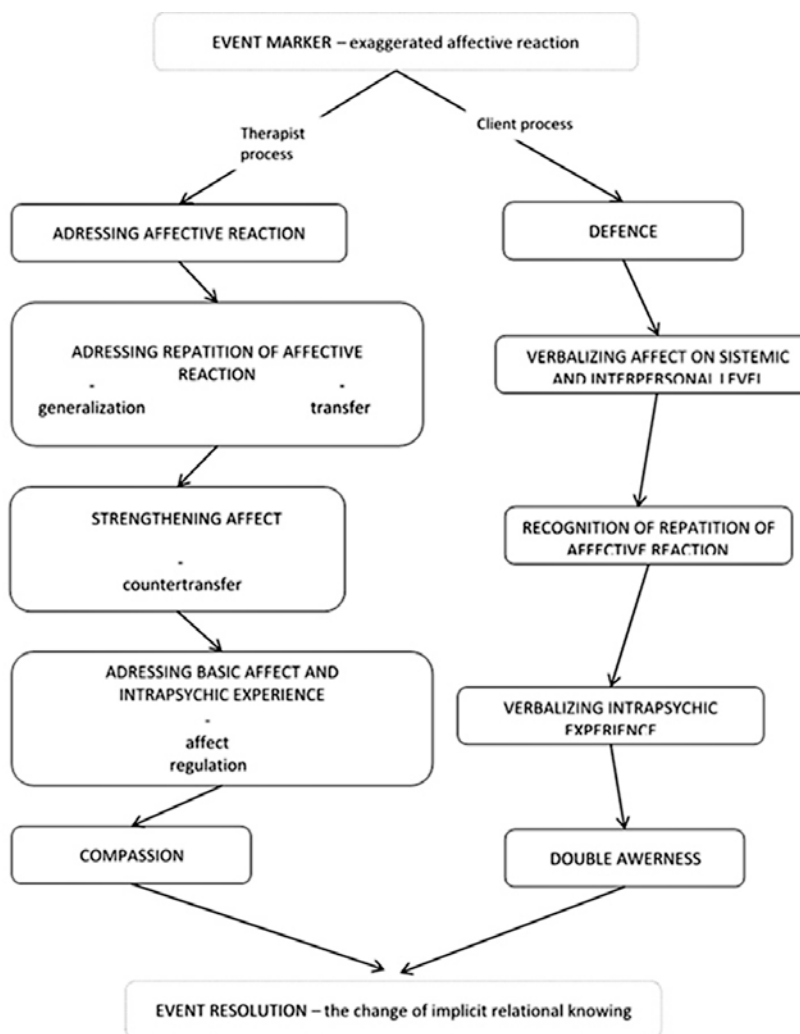 EVENT MARKER – exaggerated affective reaction
Therapist
process
Client process
ADRESSING AFFECTIVE REACTION
DEFENCE
ADRESSING REPATITION OF AFFECTIVE
REACTION
-
-
generalization
transfer
VERBALIZING AFFECT ON SISTEMIC
AND INTERPERSONAL LEVEL
STRENGTHENING AFFECT
-
countertransfer
RECOGNITION OF REPATITION OF
AFFECTIVE REACTION
ADRESSING BASIC AFFECT AND
INTRAPSYCHIC EXPERIENCE
-
affect
regulation
VERBALIZING INTRAPSYCHIC
EXPERIENCE
COMPASSION
DOUBLE AWERNESS
EVENT RESOLUTION – the change of implicit relational knowing